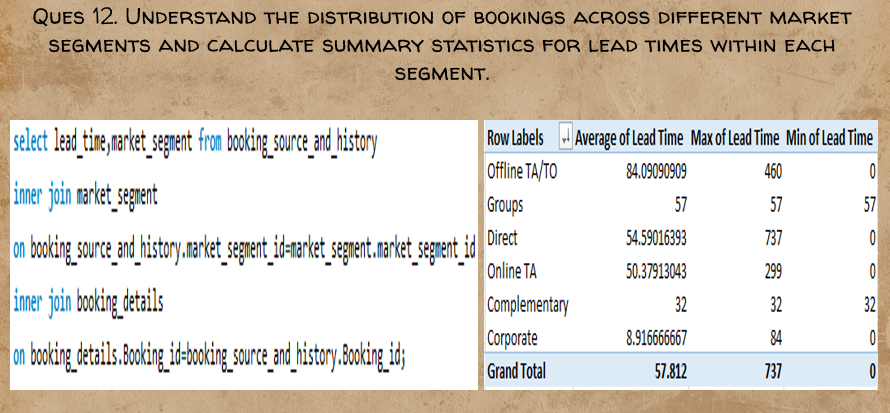 Ques 12. Understand the distribution of bookings across different market
segments and calculate summary statistics for lead times within each
segment.
select lead_time,market_segment from booking_source_and_history
inner join market_segment
on booking_source_and_history.market_segment_id=market_segment.market_segment_id
inner join booking_details
on booking_details.Booking_id=booking_source_and_history.Booking_id;
Row Labels Average of Lead Time Max of Lead Time Min of Lead Time
Offline TA/TO 84.09090909 460 0
Groups 57 57 57
Direct 54.59016393 737 0
Online TA 50.37913043 299 0
Complementary 32 32 32
Corporate 8.916666667 84 0
Grand Total 57.812 737 0